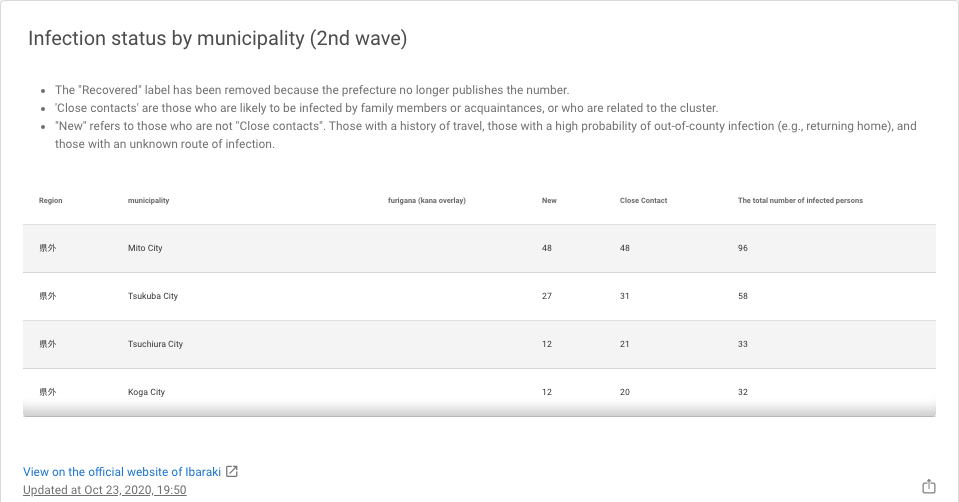 Infection status by municipality (2nd wave)
The "Recovered" label has been removed because the prefecture no longer publishes the number.
'Close contacts' are those who are likely to be infected by family members or acquaintances, or who are related to the cluster.
"New" refers to those who are not "Close contacts". Those with a history of travel, those with a high probability of out-of-county infection (e.g., returning home), and
those with an unknown route of infection.
Region municipality furigana (kana overlay) New Close Contact The total number of infected persons
県外 Mito City 48 48 96
県外 Tsukuba City 27 31 58
県外 Tsuchiura City 12 21 33
県外 Koga City 12 20 32
View on the official website of Ibaraki
Updated at Oct 23, 2020, 19:50